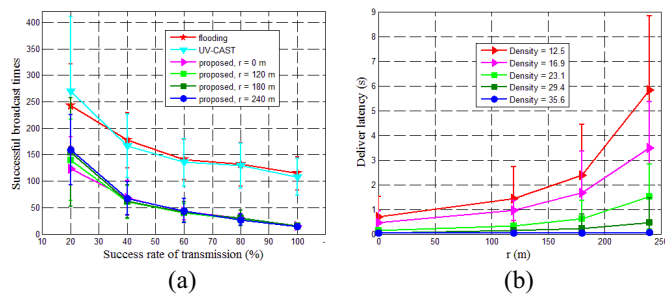 400
350
300
250
200
150
100
50
0
10
20
30
40
50
60
70
80
90
100
-
Successful broadcast times
Success rate of transmission (%)
flooding
UV-CAST
proposed, r = 0 m
proposed, r = 120 m
proposed, r = 180 m
proposed, r = 240 m
(a)
9
8
7
6
5
4
3
2
1
0
0
50
100
150
200
250
Deliver latency (s)
r (m)
Density = 12.5
Density = 16.9
Density = 23.1
Density = 29.4
Density = 35.6
(b)